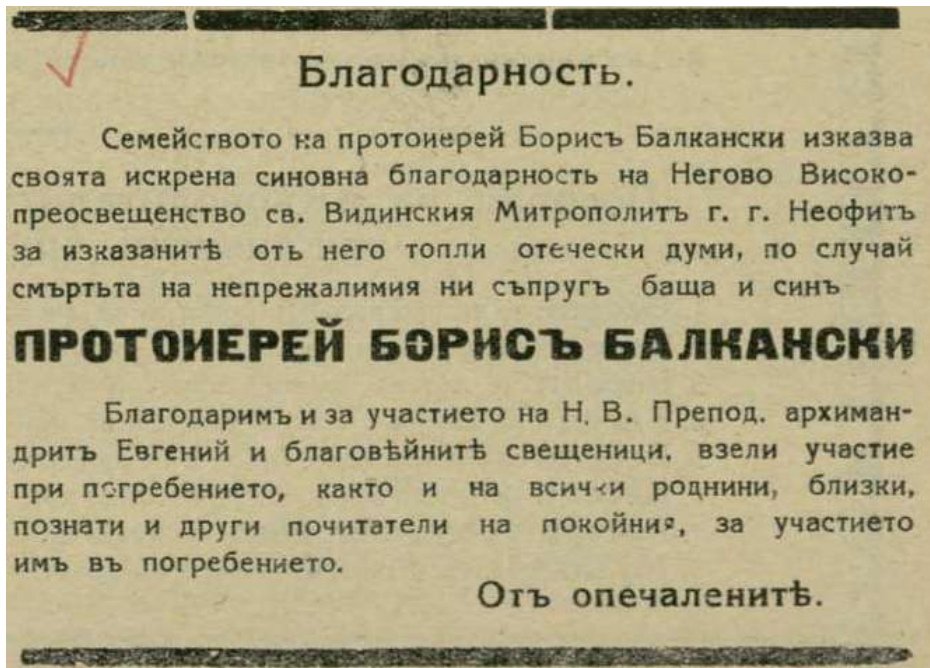 Благодарность.
Семейството на протоиерей Борисъ Балкански изказва
своята искрена синовна благодарность на Негово Високо-
преосвещенство св. Видинския Митрополитъ г. г. Неофитъ
за изказанитѣ отъ него топли отечески думи, по случай
смъртьта на непрежалимия ни съпругъ баща и синъ
ПРОТОИЕРЕЙ БОРИСЪ БАЛКАНСКИ
Благодаримъ и за участието на Н. В. Препод. архиман-
дритъ Евгений и благовѣйнитѣ свещеници, взели участие
при погребението, както и на всички роднини, близки,
познати и други почитатели на покойния, за участието
имъ въ погребението.
Отъ опечаленитѣ.